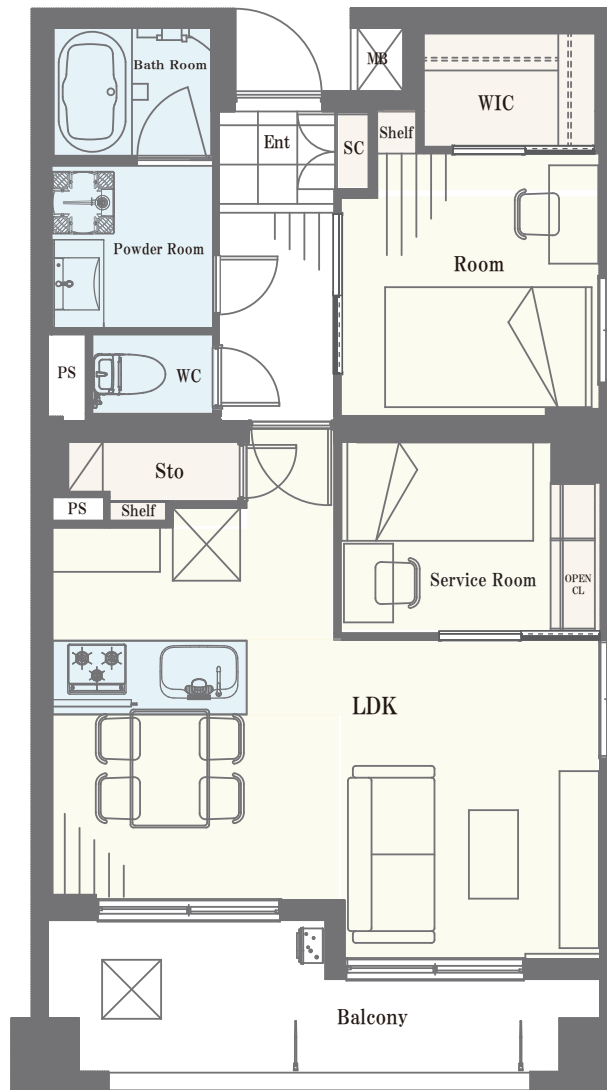 Bath Room
MB
WIC
Ent
SC
Shelf
Powder Room
Room
PS
WC
Sto
PS
Shelf
Service Room
OPEN
CL
LDK
Balcony